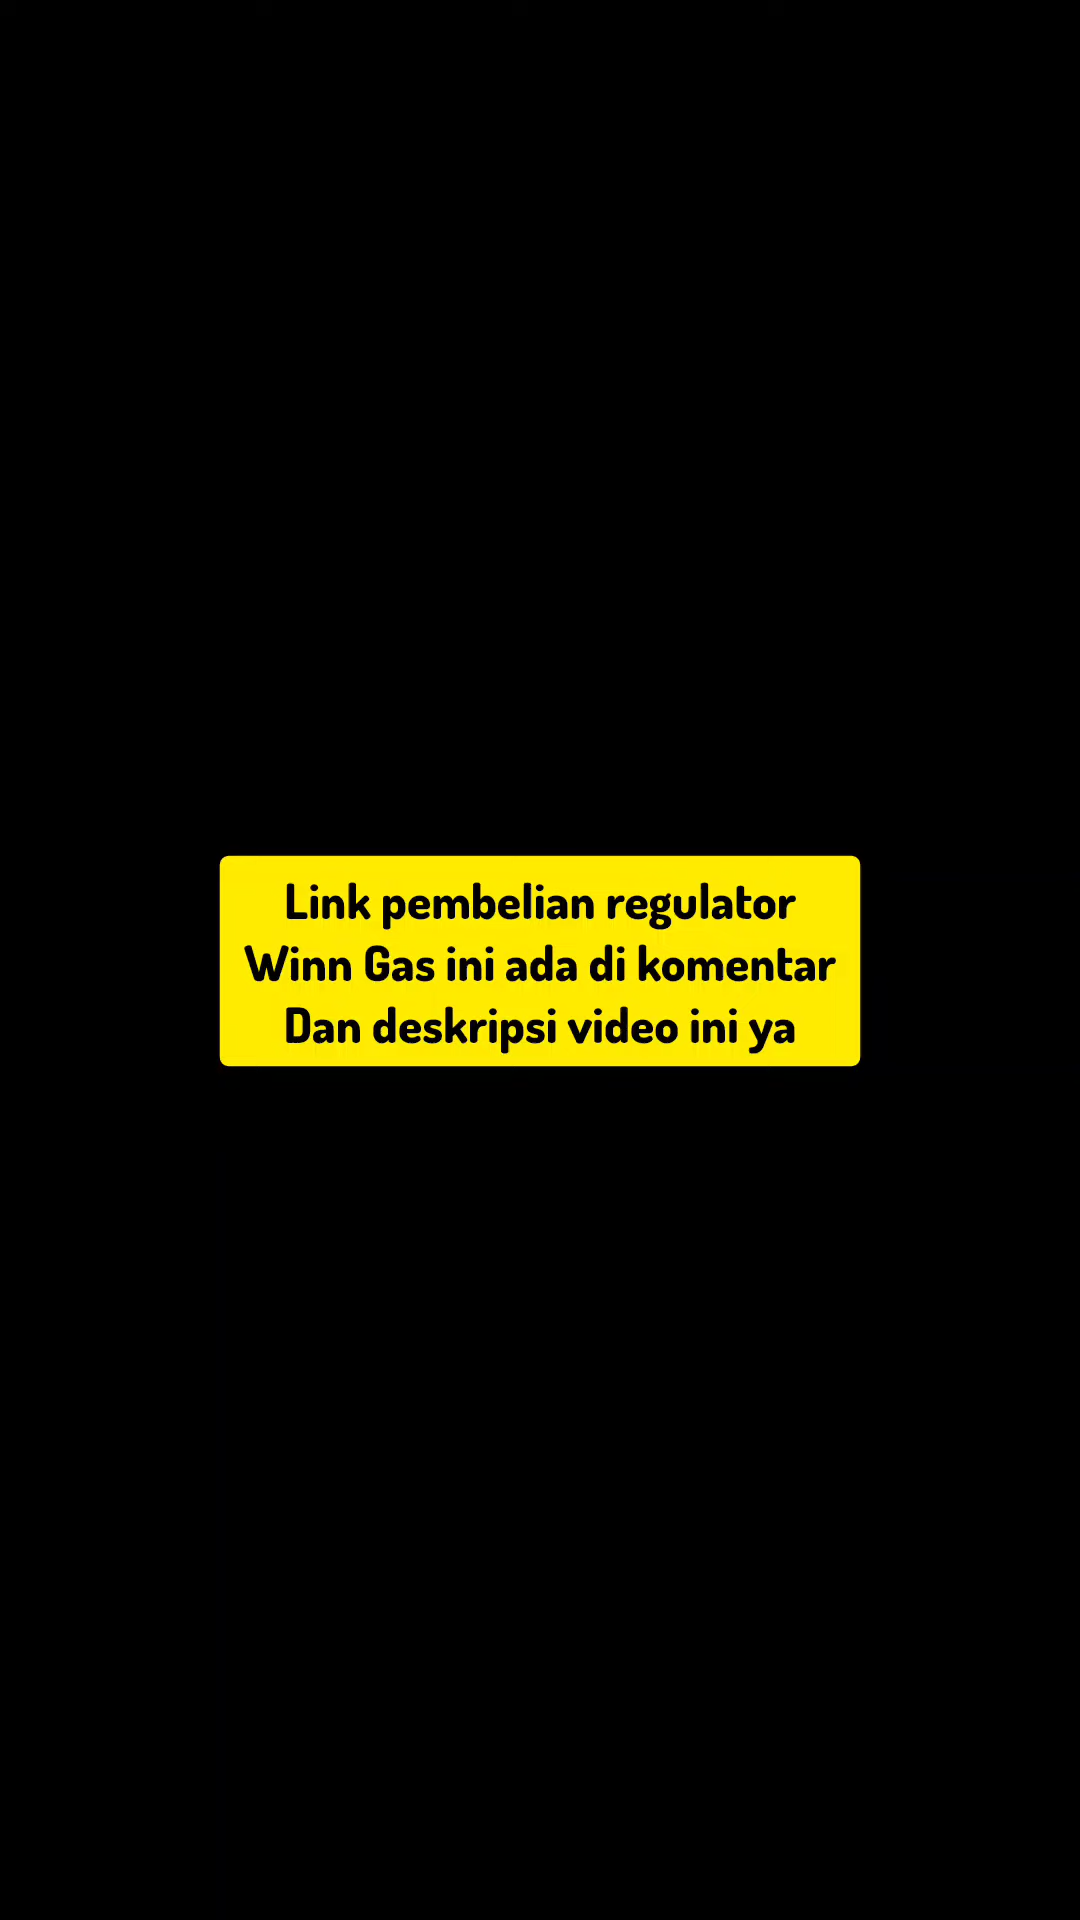 Link pembelian regulator
Winn Gas ini ada di komentar
Dan deskripsi video ini ya